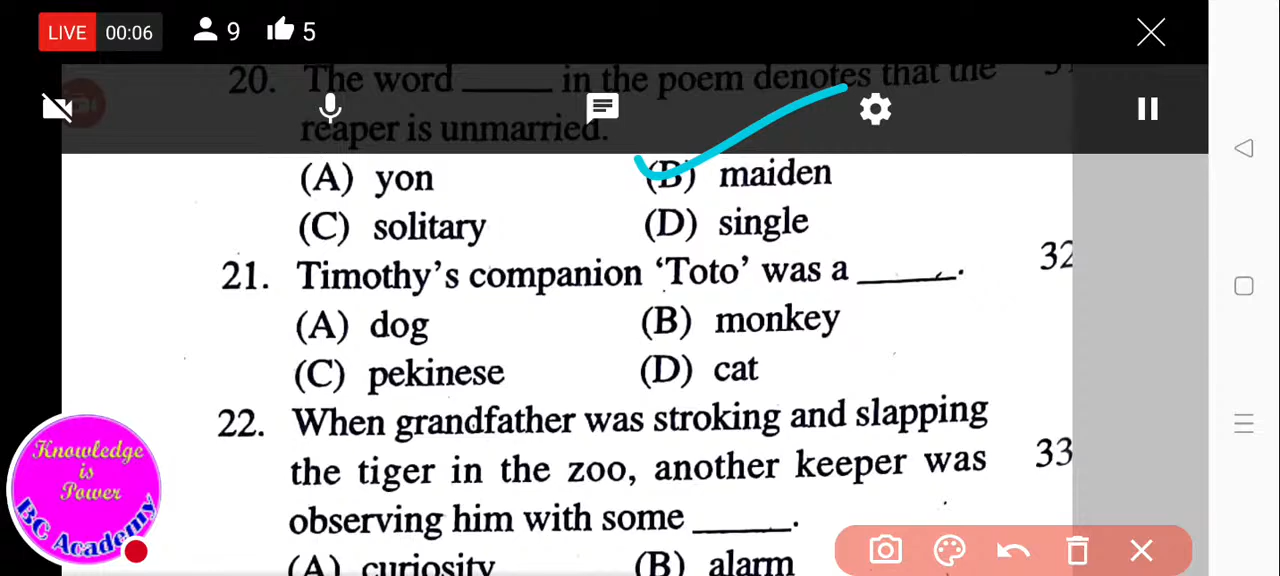 LIVE 00:06 9 5
20. The word ____ in the poem denotes that the
reaper is unmarried.
(A) yon (B) maiden
(C) solitary (D) single
21. Timothy's companion 'Toto' was a ____.
(A) dog (B) monkey
(C) pekinese (D) cat
22. When grandfather was stroking and slapping
the tiger in the zoo, another keeper was
observing him with some ____.
(A) curiosity (B) alarm
32
33
Knowledge
is
Power
BC Academy